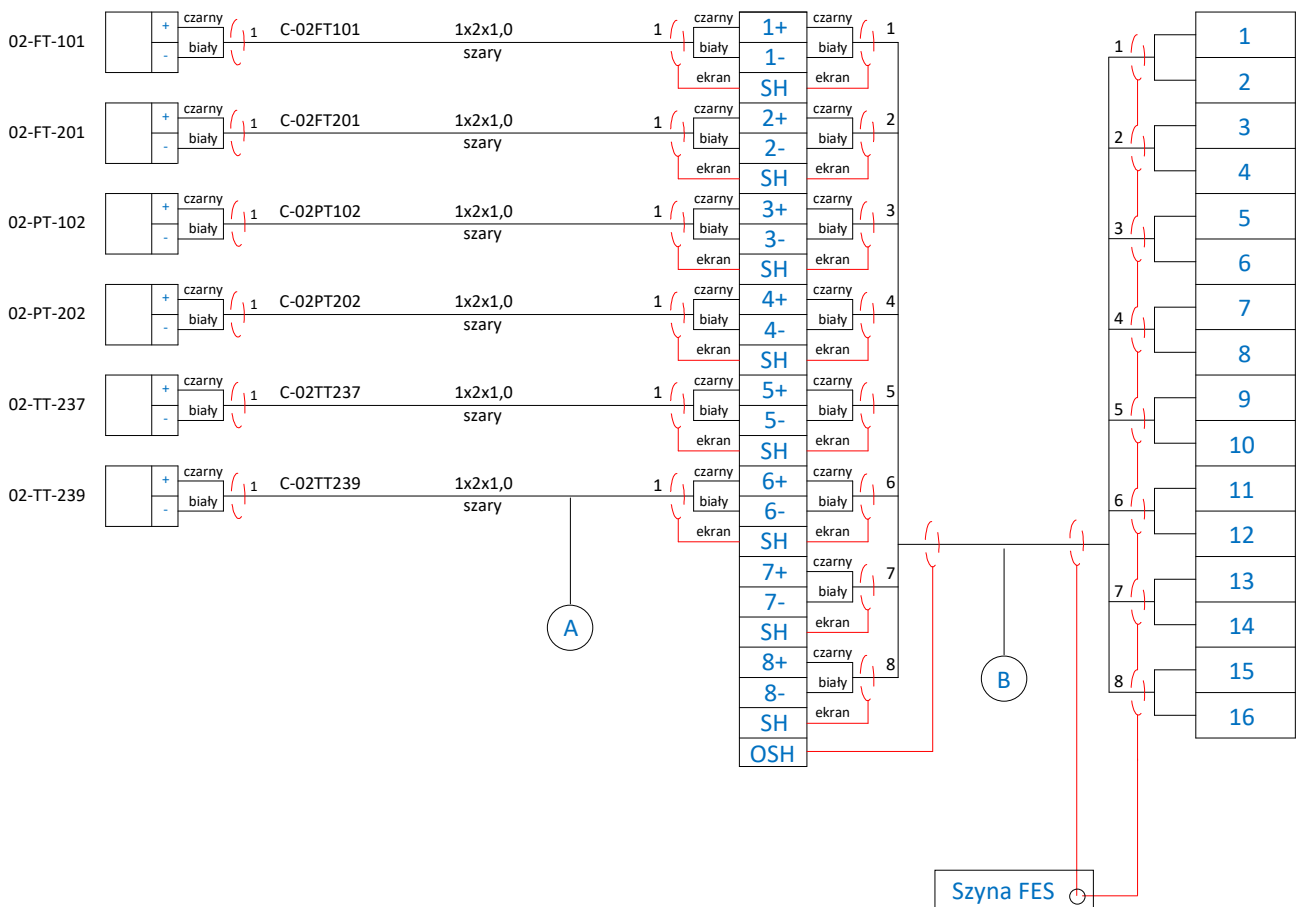 02-FT-101 + - czarny biały 1 C-02FT101 1x2x1,0 szary 1 czarny biały ekran 1+ 1- SH czarny biały ekran 1
02-FT-201 + - czarny biały 1 C-02FT201 1x2x1,0 szary 1 czarny biały ekran 2+ 2- SH czarny biały ekran 2
02-PT-102 + - czarny biały 1 C-02PT102 1x2x1,0 szary 1 czarny biały ekran 3+ 3- SH czarny biały ekran 3
02-PT-202 + - czarny biały 1 C-02PT202 1x2x1,0 szary 1 czarny biały ekran 4+ 4- SH czarny biały ekran 4
02-TT-237 + - czarny biały 1 C-02TT237 1x2x1,0 szary 1 czarny biały ekran 5+ 5- SH czarny biały ekran 5
02-TT-239 + - czarny biały 1 C-02TT239 1x2x1,0 szary 1 czarny biały ekran 6+ 6- SH czarny biały ekran 6
7+ 7- SH czarny biały ekran 7
8+ 8- SH czarny biały ekran 8
OSH
A
B
1 1 2
2 3 4
3 5 6
4 7 8
5 9 10
6 11 12
7 13 14
8 15 16
Szyna FES